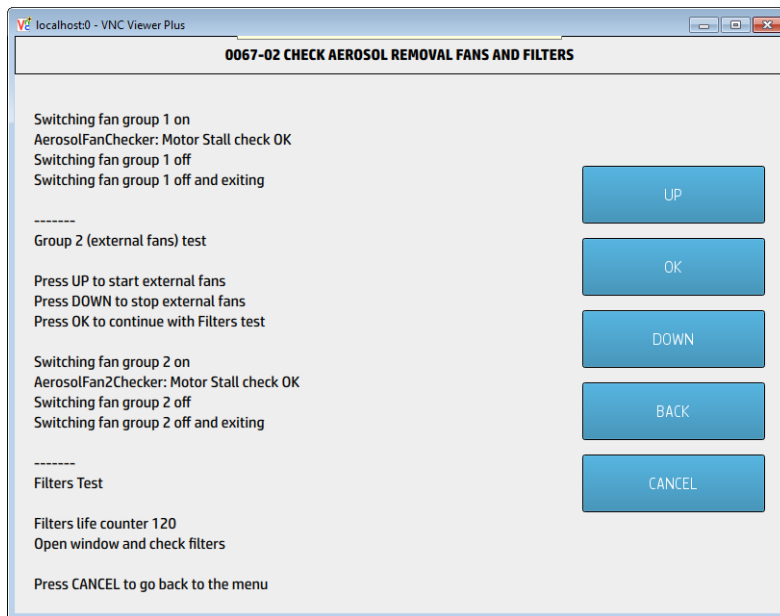 localhost:0 - VNC Viewer Plus
0067-02 CHECK AEROSOL REMOVAL FANS AND FILTERS
Switching fan group 1 on
AerosolFanChecker: Motor Stall check OK
Switching fan group 1 off
Switching fan group 1 off and exiting
-------
Group 2 (external fans) test
Press UP to start external fans
Press DOWN to stop external fans
Press OK to continue with Filters test
Switching fan group 2 on
AerosolFan2Checker: Motor Stall check OK
Switching fan group 2 off
Switching fan group 2 off and exiting
-------
Filters Test
Filters life counter 120
Open window and check filters
Press CANCEL to go back to the menu
UP
OK
DOWN
BACK
CANCEL